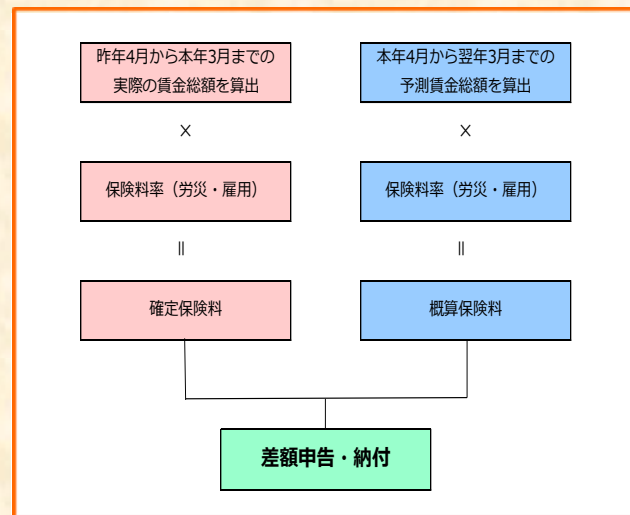 昨年4月から本年3月までの
実際の賃金総額を算出
×
保険料率（労災・雇用）
＝
確定保険料
本年4月から翌年3月までの
予測賃金総額を算出
×
保険料率（労災・雇用）
＝
概算保険料
差額申告・納付